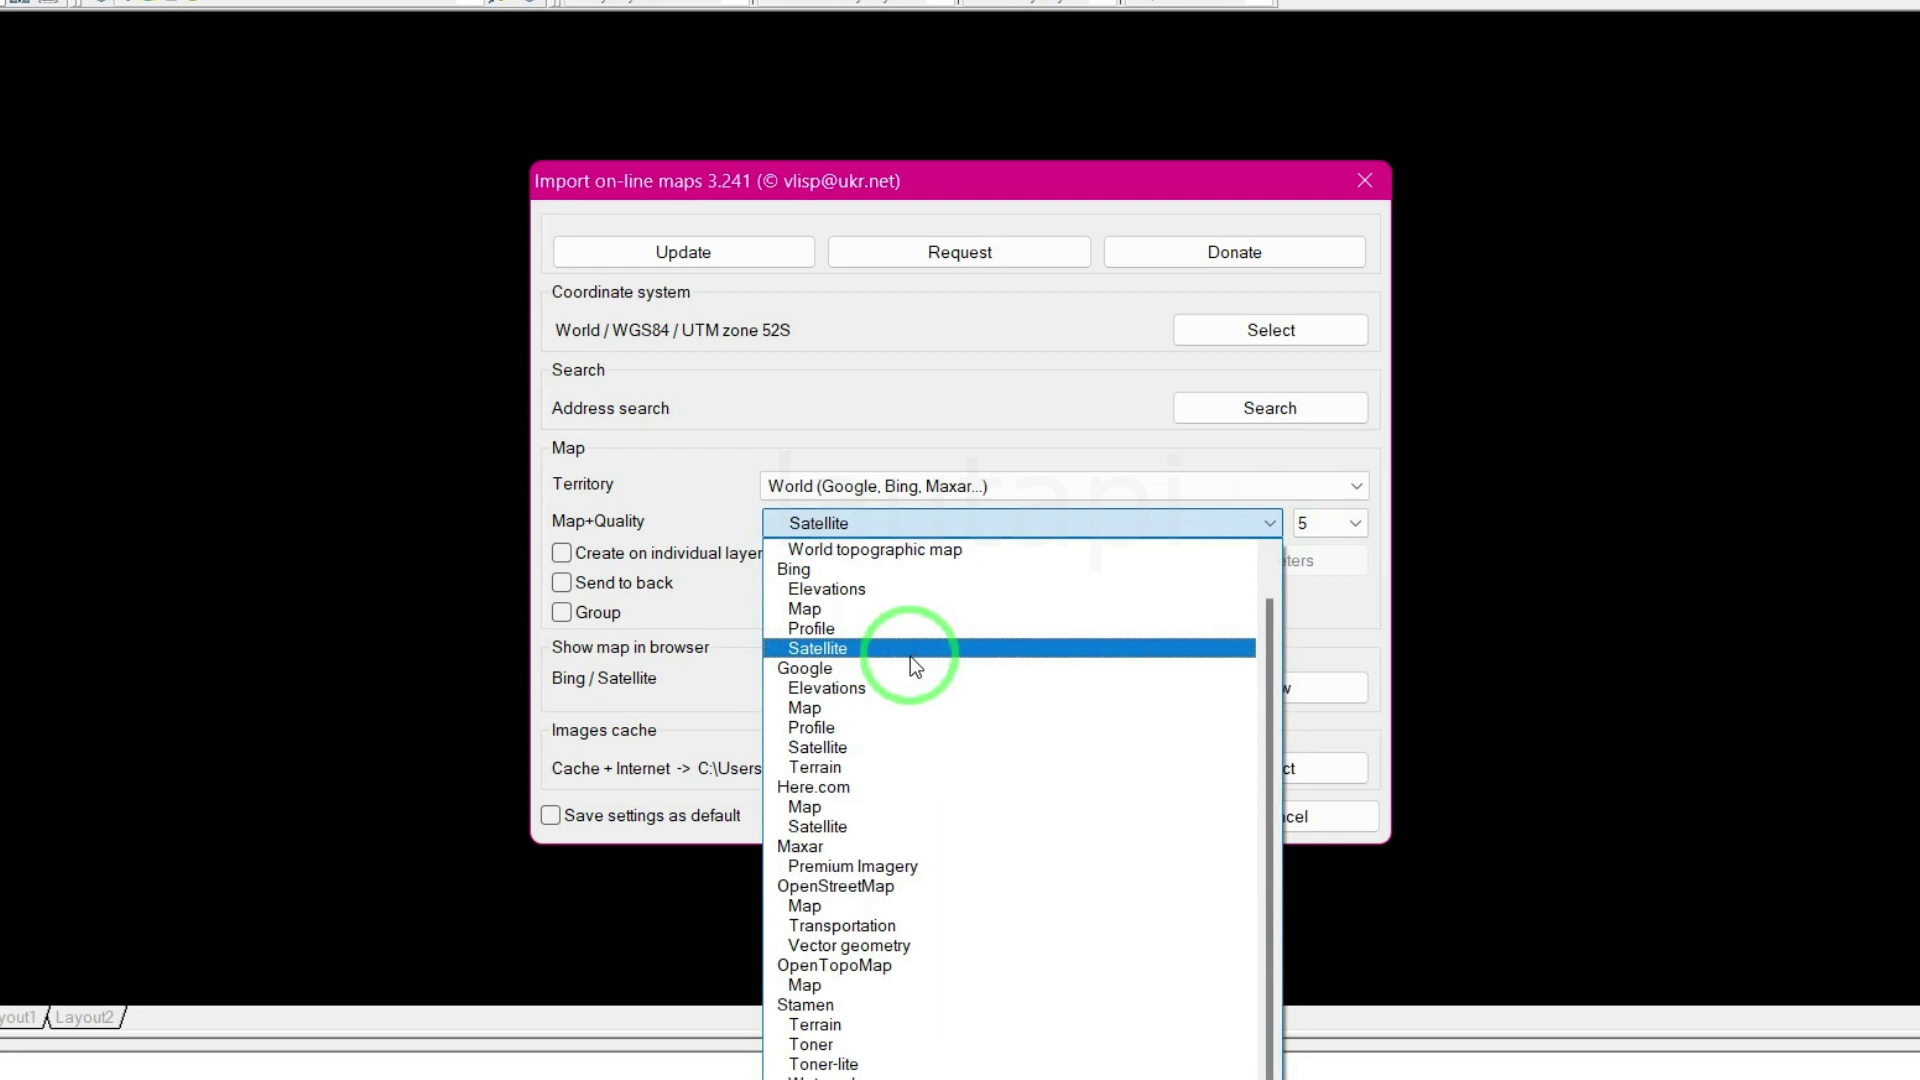 Import on-line maps 3.241 (© vlisp@ukr.net)
Update
Request
Donate
Coordinate system
World / WGS84 / UTM zone 52S
Select
Search
Address search
Search
Map
Territory
World (Google, Bing, Maxar...)
Map+Quality
Satellite
5
Create on individual layer
Send to back
Group
Show map in browser
Bing / Satellite
Images cache
Cache + Internet -> C:\Users
Save settings as default
World topographic map
Bing
Elevations
Map
Profile
Satellite
Google
Elevations
Map
Profile
Satellite
Terrain
Here.com
Map
Satellite
Maxar
Premium Imagery
OpenStreetMap
Map
Transportation
Vector geometry
OpenTopoMap
Map
Stamen
Terrain
Toner
Toner-lite
Layout2